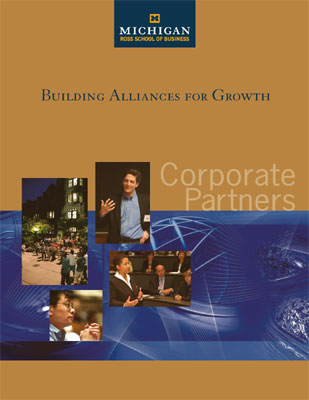 M
MICHIGAN
ROSS SCHOOL OF BUSINESS
BUILDING ALLIANCES FOR GROWTH
Corporate
Partners